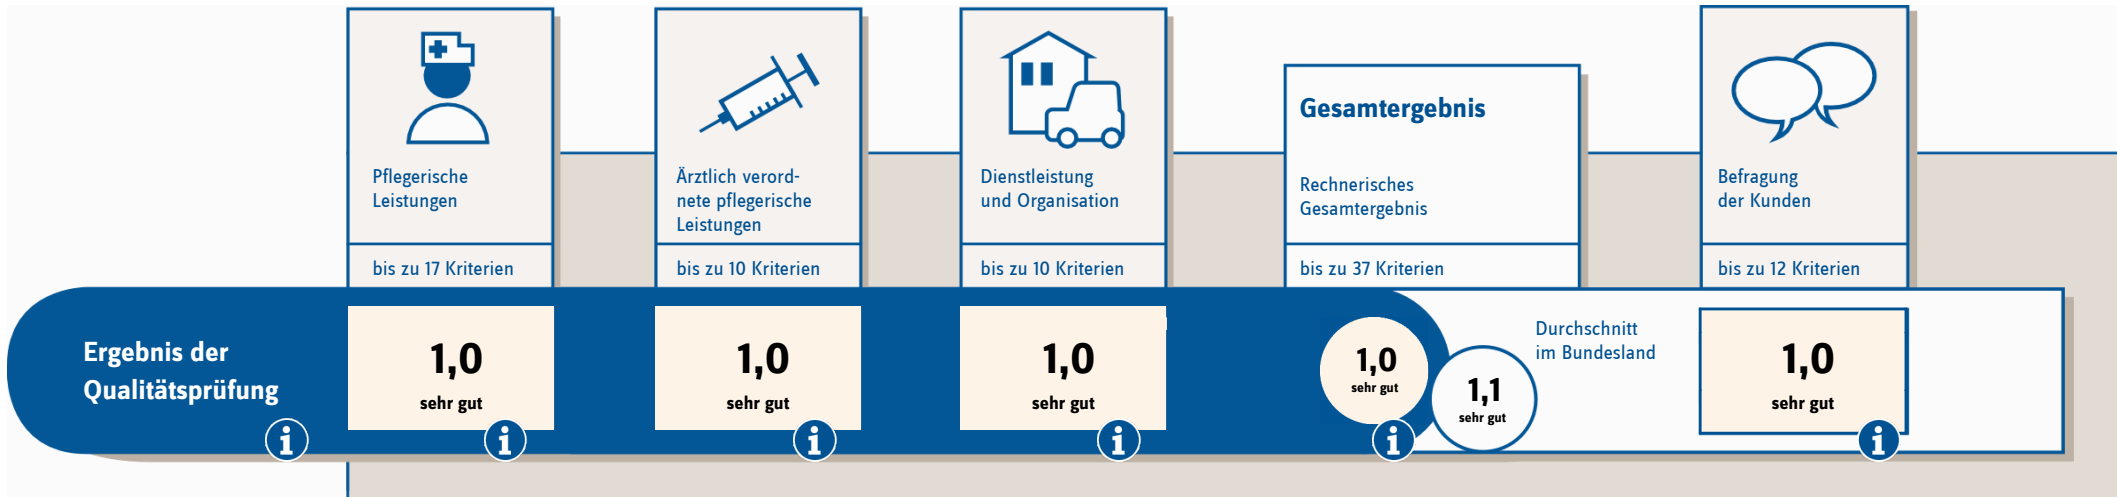 Pflegerische
Leistungen
bis zu 17 Kriterien
Ärztlich verord-
nete pflegerische
Leistungen
bis zu 10 Kriterien
Dienstleistung
und Organisation
bis zu 10 Kriterien
Gesamtergebnis
Rechnerisches
Gesamtergebnis
bis zu 37 Kriterien
Befragung
der Kunden
bis zu 12 Kriterien
Ergebnis der
Qualitätsprüfung
i
1,0
sehr gut
i
1,0
sehr gut
i
1,0
sehr gut
i
1,0
sehr gut
i
1,1
sehr gut
Durchschnitt
im Bundesland
1,0
sehr gut
i